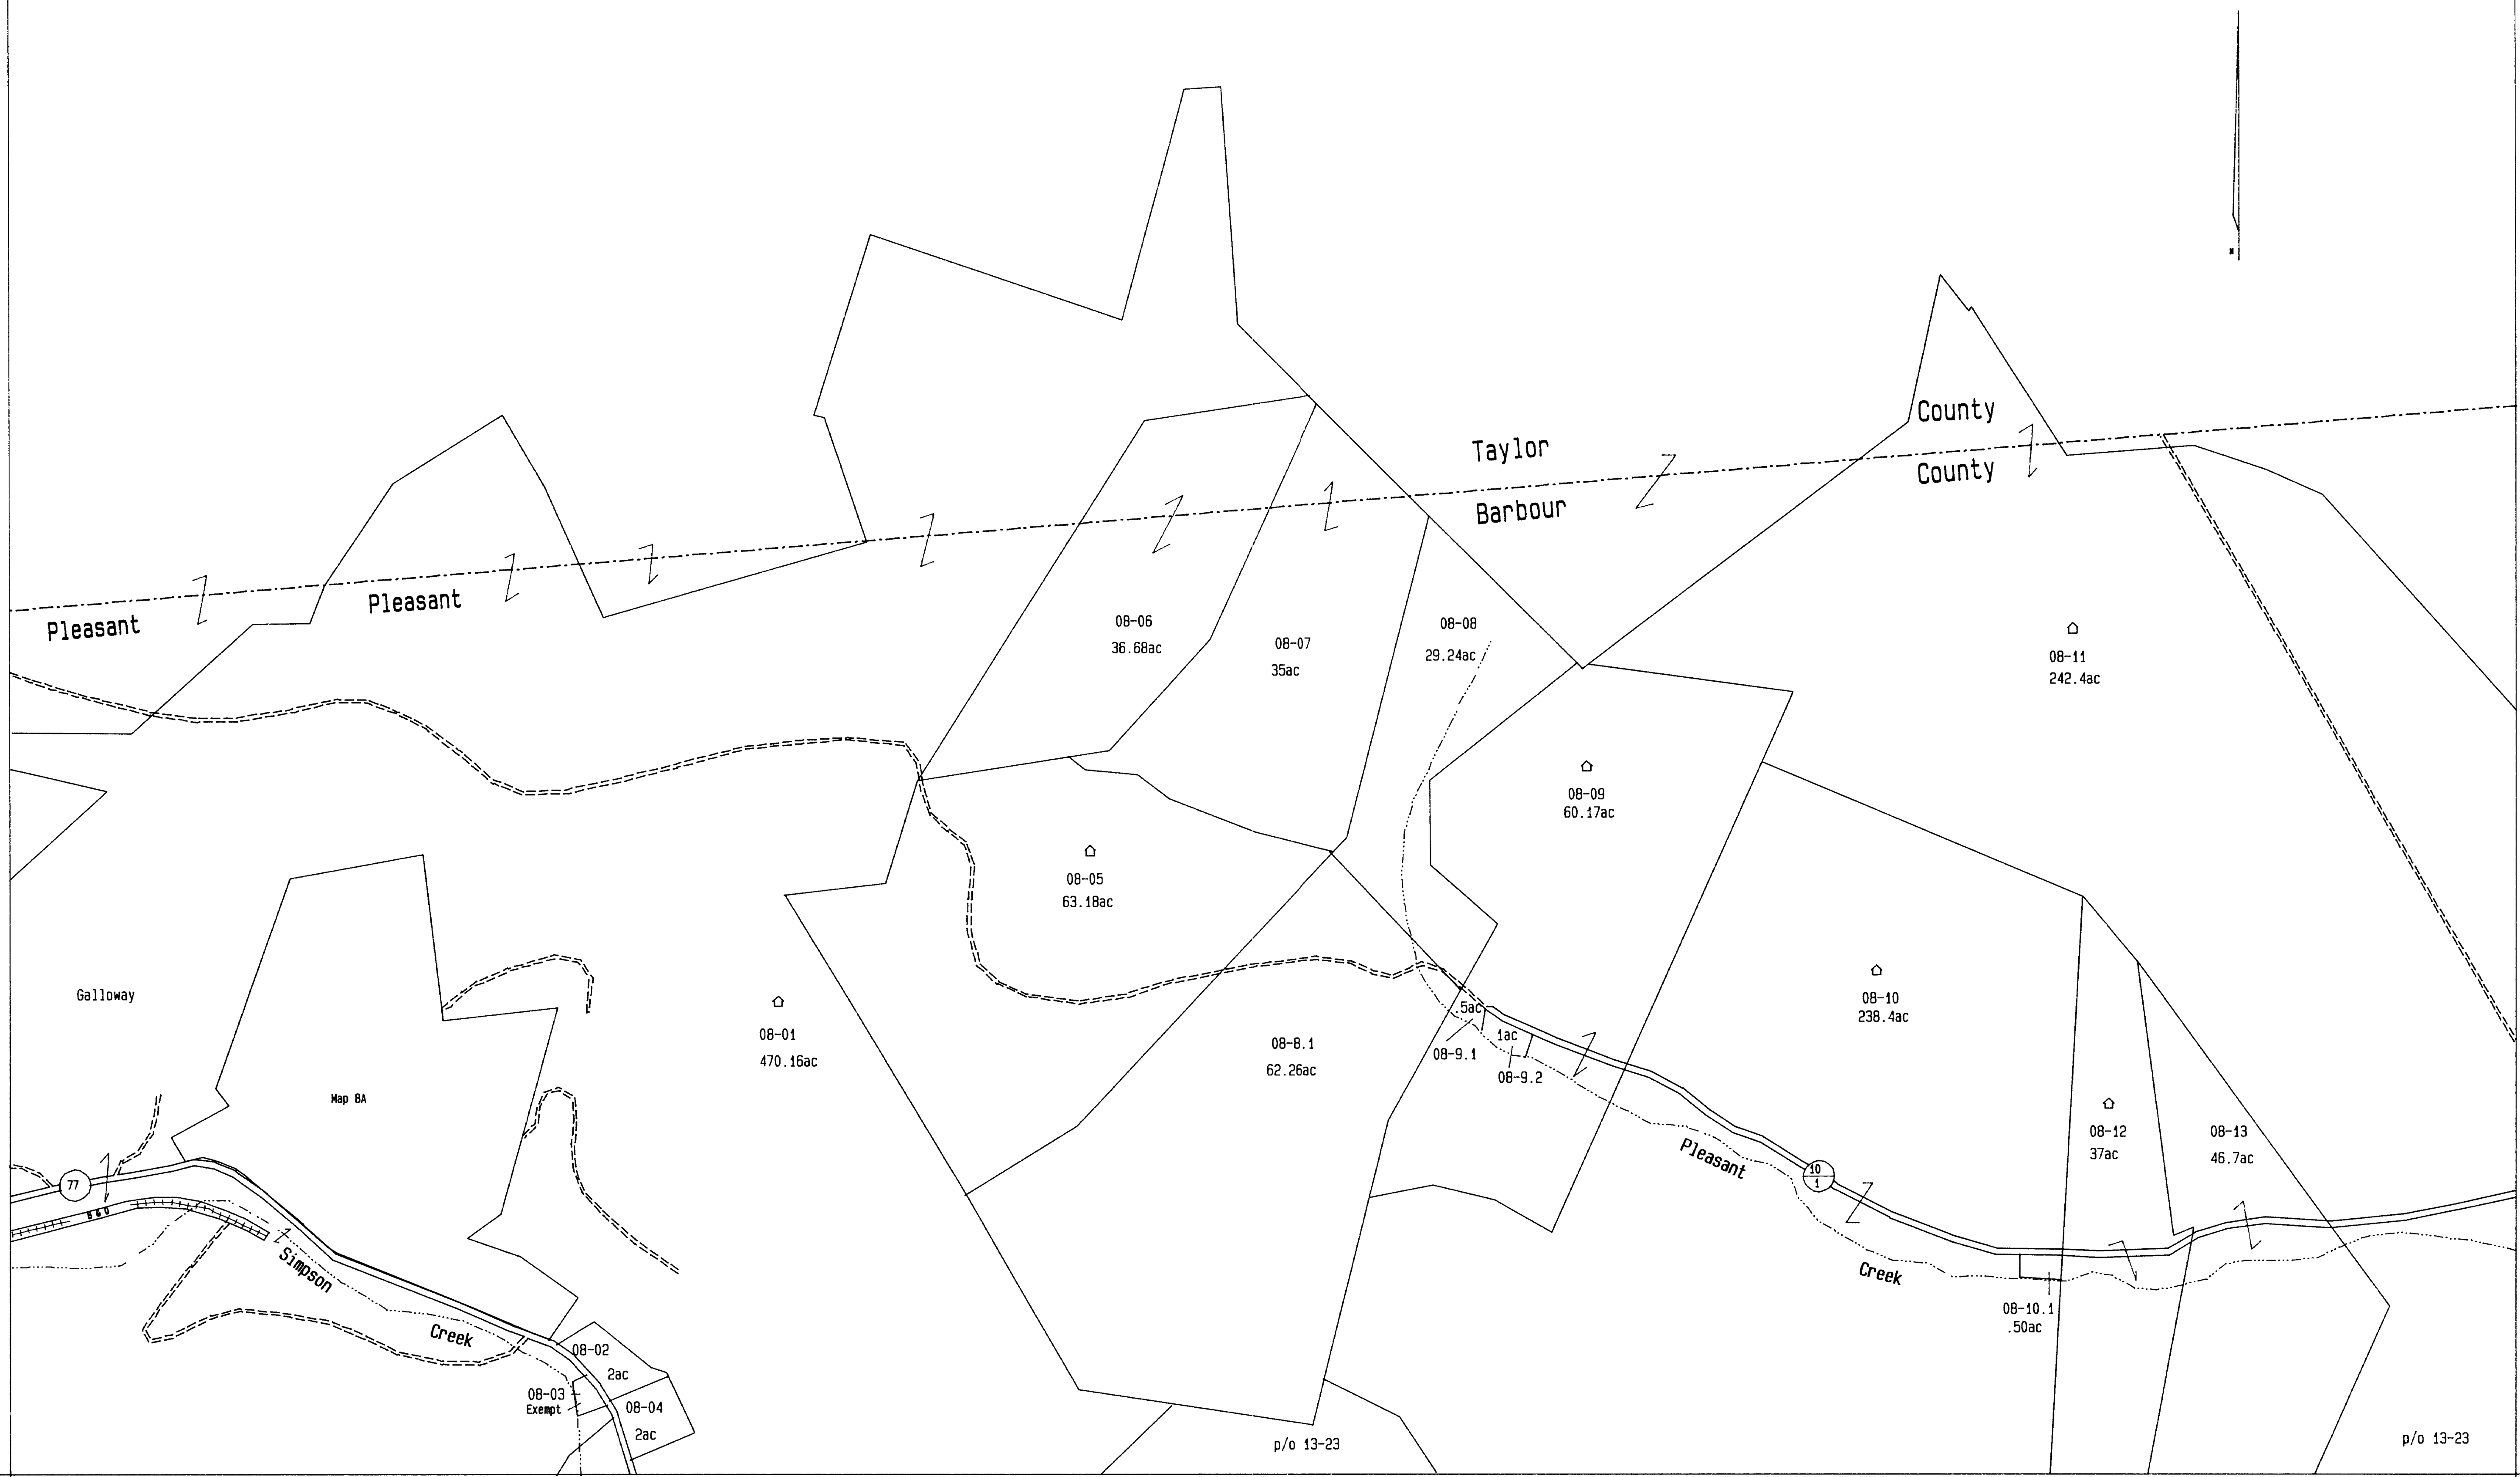 County
Taylor
County
Barbour
Pleasant
Pleasant
08-06
36.68ac
08-07
35ac
08-08
29.24ac
08-11
242.4ac
08-09
60.17ac
08-05
63.18ac
Galloway
08-01
470.16ac
08-10
238.4ac
.5ac
1ac
08-9.1
08-9.2
08-8.1
62.26ac
Map 8A
08-12
37ac
08-13
46.7ac
77
B&O
Pleasant
10
1
Simpson
Creek
Creek
08-10.1
.50ac
08-02
2ac
08-03
Exempt
08-04
2ac
p/o 13-23
p/o 13-23